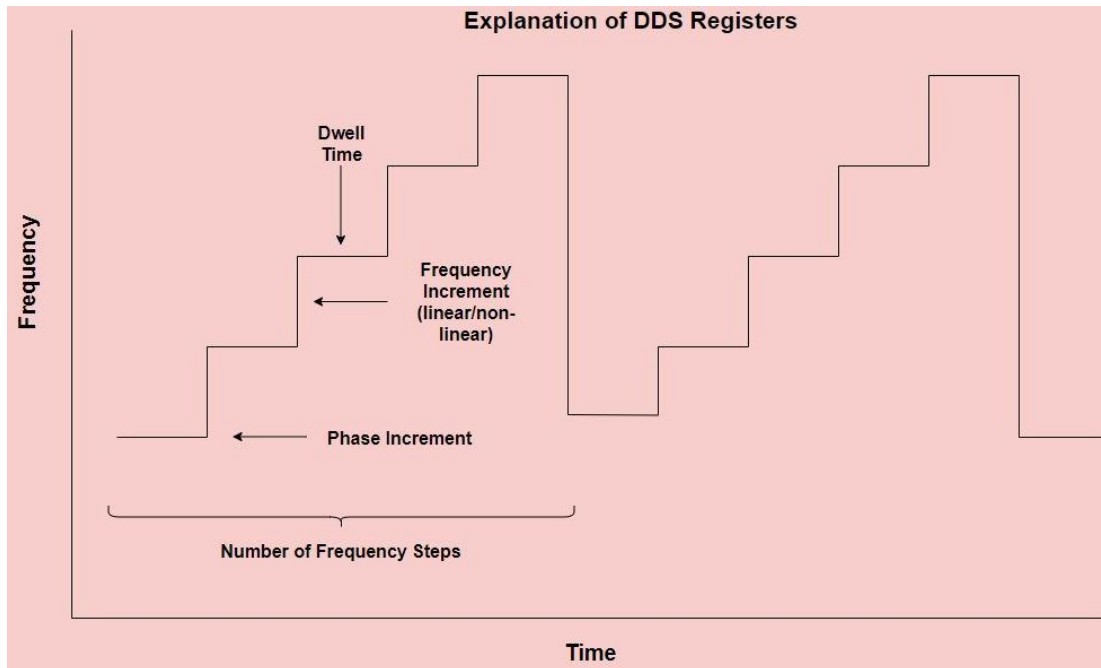 Explanation of DDS Registers
Dwell
Time
Frequency
Frequency
Increment
(linear/non-
linear)
Phase Increment
Number of Frequency Steps
Time